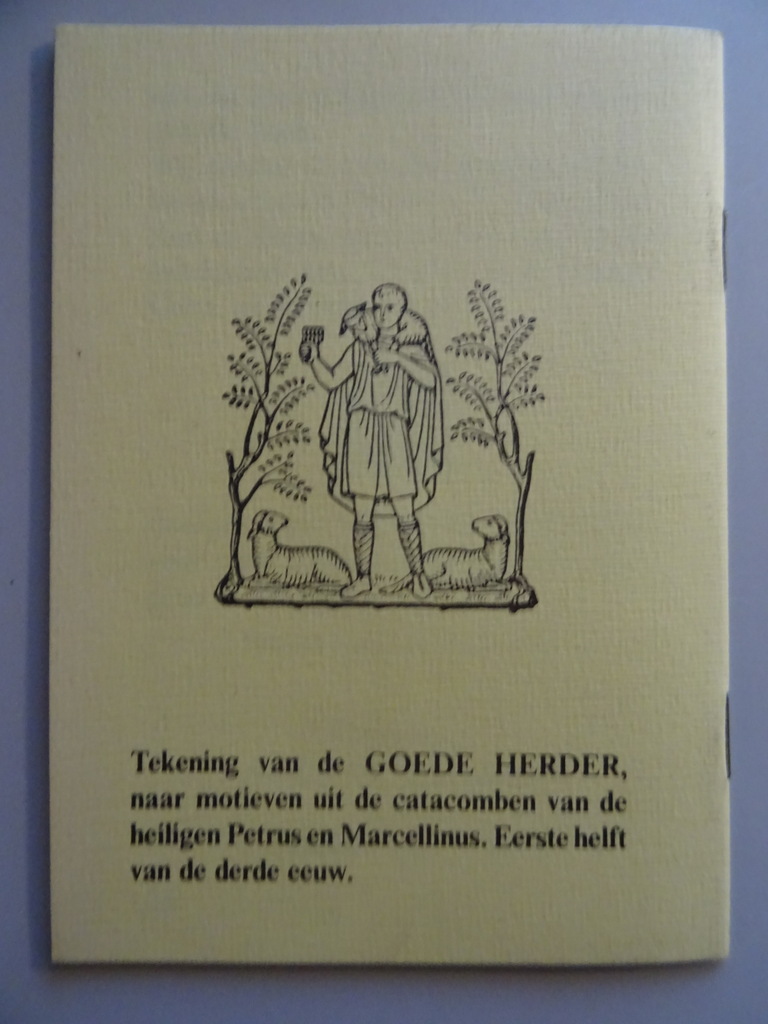 Tekening van de GOEDE HERDER,
naar motieven uit de catacomben van de
heiligen Petrus en Marcellinus. Eerste helft
van de derde eeuw.